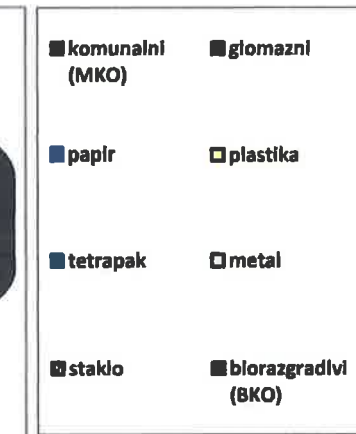 komunalni glomazni
(MKO)
papir plastika
tetrapak metal
staklo biorazgradivi
(BKO)